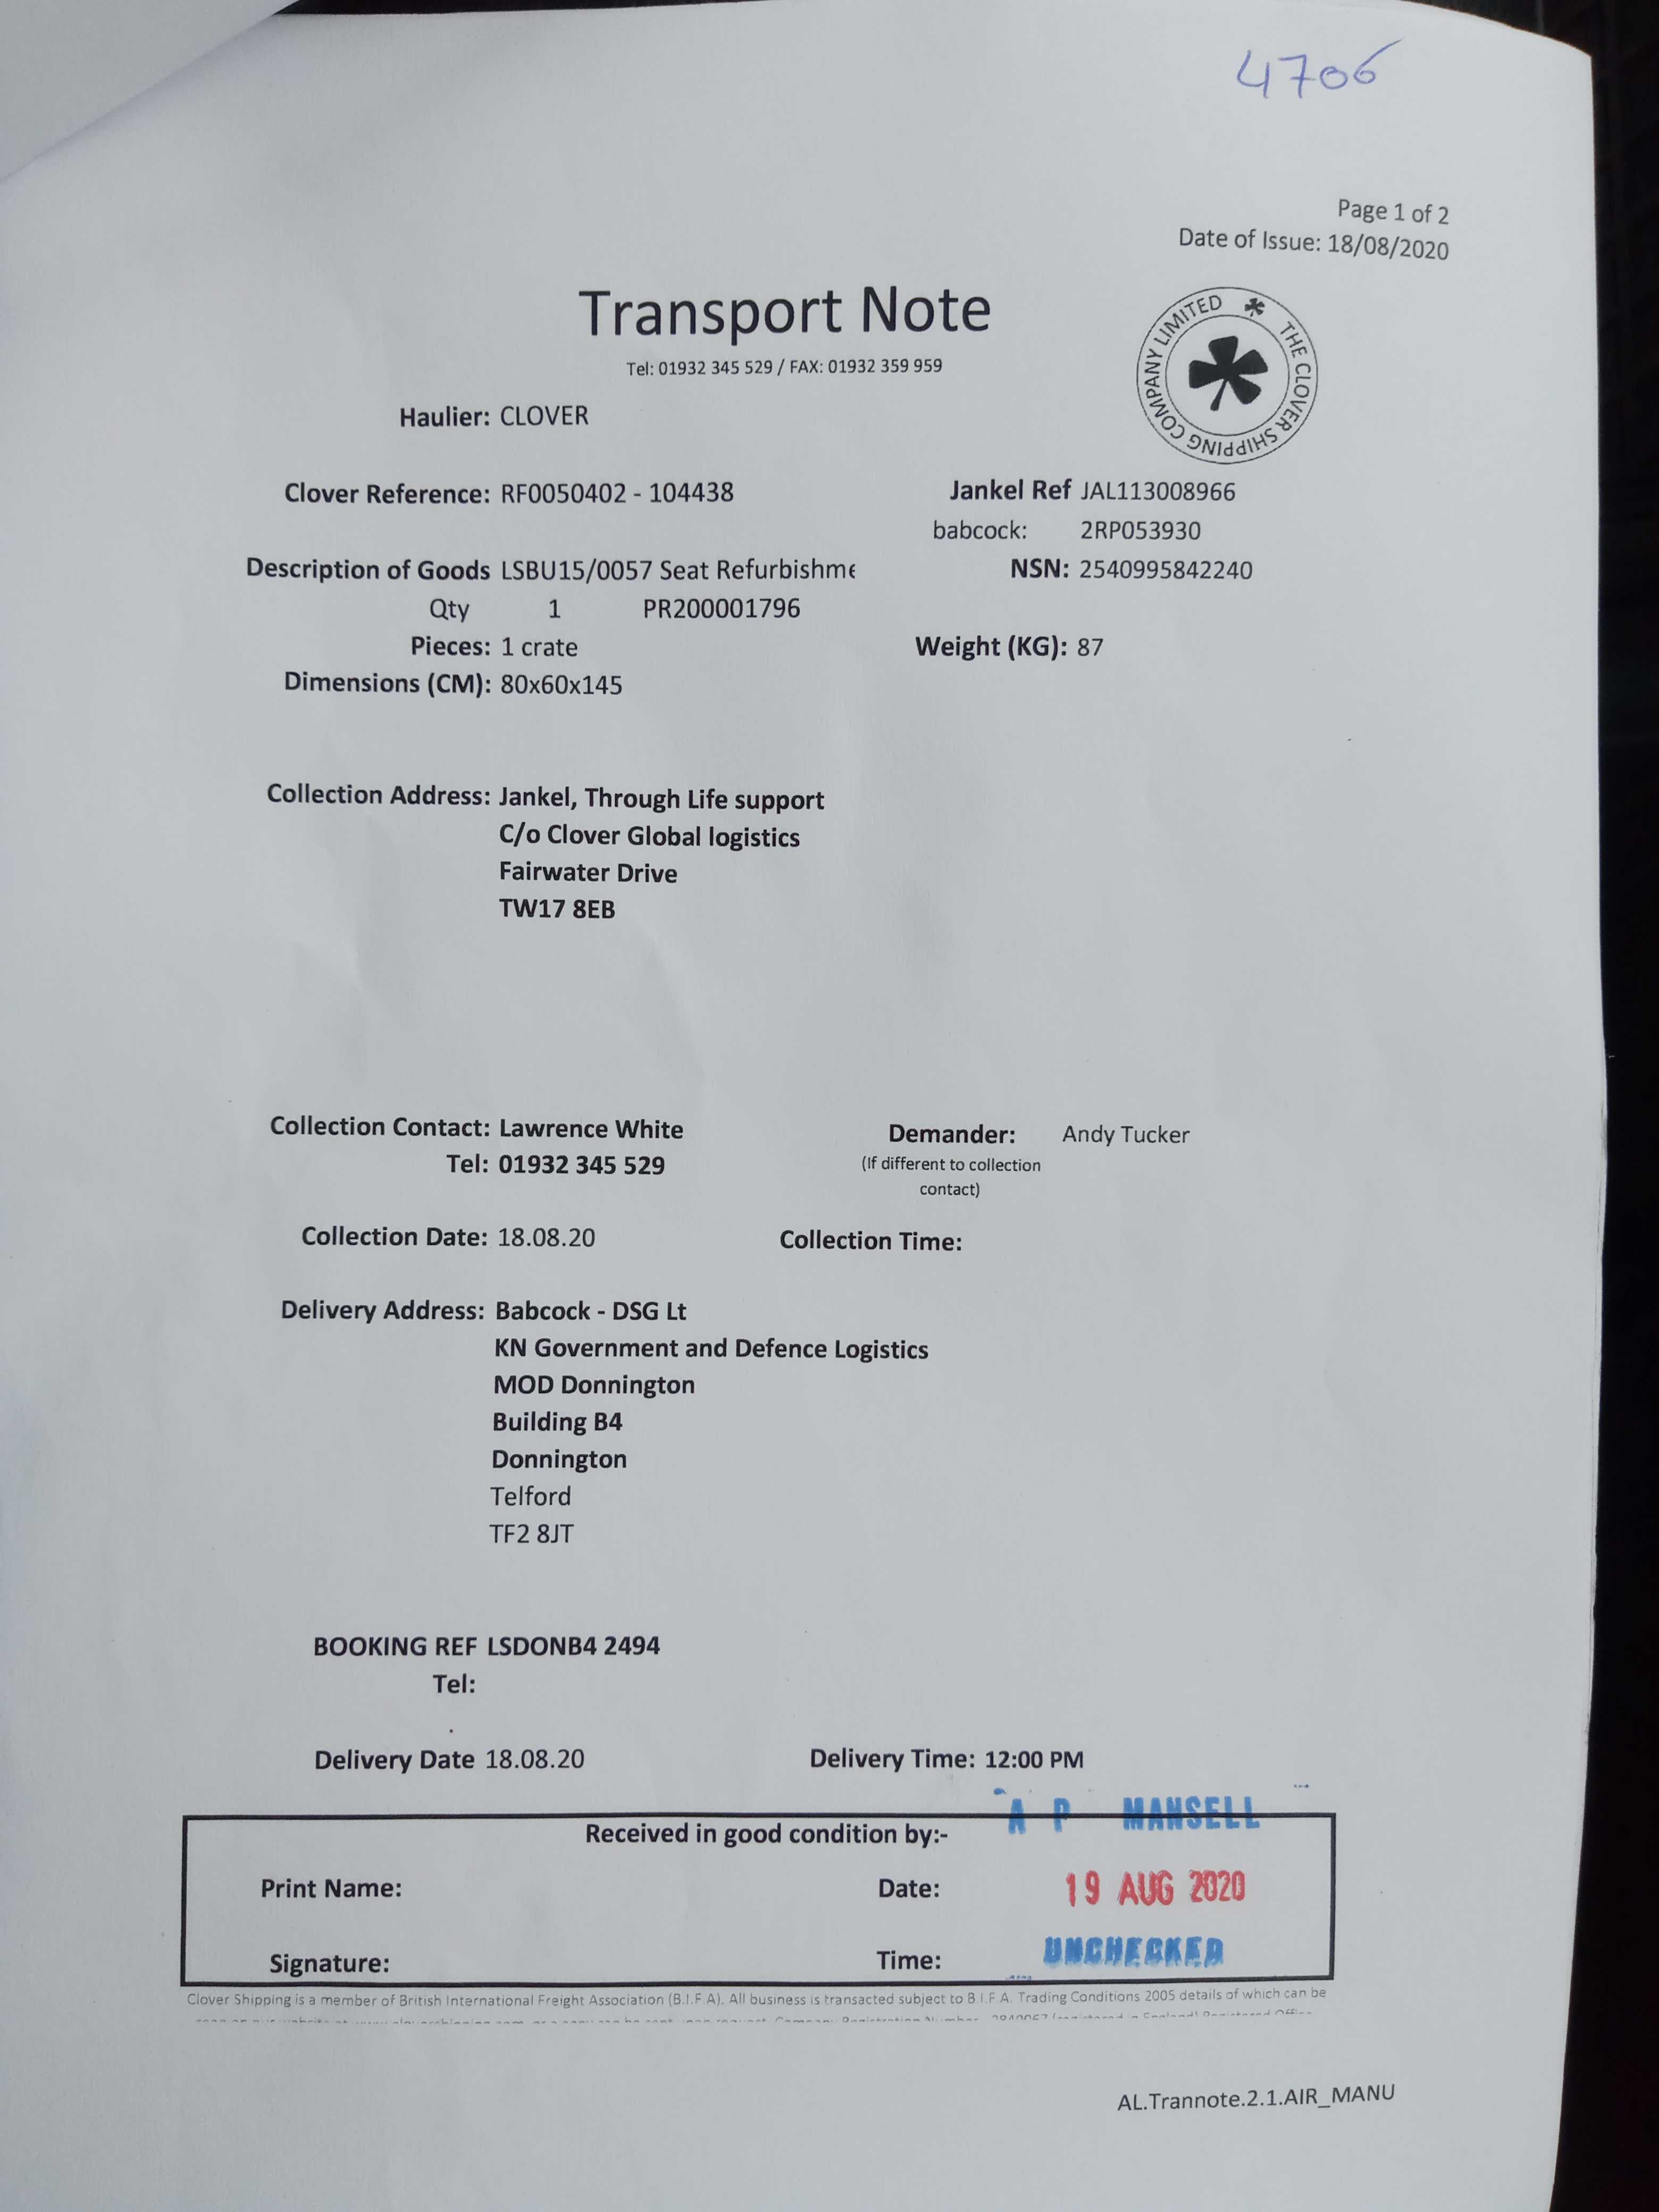 4706
Page 1 of 2
Date of Issue: 18/08/2020
Transport Note
Tel: 01932 345 529 / FAX: 01932 359 959
THE CLOVER SHIPPING COMPANY LIMITED
Haulier: CLOVER
Clover Reference: RF0050402 - 104438 Jankel Ref JAL113008966
babcock: 2RP053930
Description of Goods LSBU15/0057 Seat Refurbishme NSN: 2540995842240
Qty 1 PR200001796
Pieces: 1 crate Weight (KG): 87
Dimensions (CM): 80x60x145
Collection Address: Jankel, Through Life support
C/o Clover Global logistics
Fairwater Drive
TW17 8EB
Collection Contact: Lawrence White Demander: Andy Tucker
Tel: 01932 345 529 (If different to collection
contact)
Collection Date: 18.08.20 Collection Time:
Delivery Address: Babcock - DSG Lt
KN Government and Defence Logistics
MOD Donnington
Building B4
Donnington
Telford
TF2 8JT
BOOKING REF LSDONB4 2494
Tel:
Delivery Date 18.08.20 Delivery Time: 12:00 PM
A P MANSELL
Received in good condition by:-
Print Name: Date: 19 AUG 2020
Signature: Time: UNCHECKED
Clover Shipping is a member of British International Freight Association (B.I.F.A). All business is transacted subject to B.I.F.A. Trading Conditions 2005 details of which can be
AL.Trannote.2.1.AIR_MANU